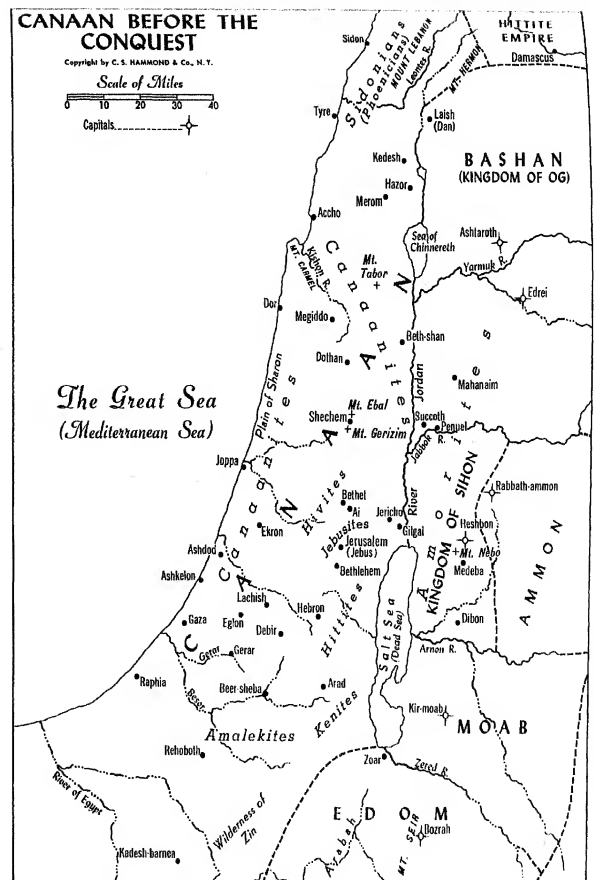 CANAAN BEFORE THE
CONQUEST
Copyright by C. S. HAMMOND & Co., N. Y.
Scale of Miles
0 10 20 30 40
Capitals
HITTITE
EMPIRE
Damascus
Sidon
Sidonians
(Phoenicians)
MOUNT LEBANON
Leontes R.
MT. HERMON
Tyre
Laish
(Dan)
Kedesh
BASHAN
(KINGDOM OF OG)
Hazor
Merom
Accho
Sea of
Chinnereth
Ashtaroth
Yarmuk R.
Mt.
Tabor
Kishon R.
MT. CARMEL
Canaanites
Edrei
Dor
Megiddo
Beth-shan
Dothan
Mahanaim
Jordan
River
Plain of Sharon
Mt. Ebal
Shechem
Mt. Gerizim
Succoth
Penuel
Jabbok R.
The Great Sea
(Mediterranean Sea)
CANAAN
Canaanites
Amorites
Joppa
Hivites
Bethel
Ai
Jericho
Gilgal
KINGDOM OF SIHON
Rabbath-ammon
Heshbon
Mt. Nebo
Medeba
AMMON
Ekron
Jebusites
Jerusalem
(Jebus)
Bethlehem
Ashdod
Ashkelon
Lachish
Hebron
Hittites
Gaza
Eglon
Debir
Salt Sea
(Dead Sea)
Dibon
Arnon R.
Gerar
Gerar
Raphia
Besor
Beer-sheba
Arad
Kenites
Kir-moab
MOAB
Amalekites
Rehoboth
Zoar
Zered R.
River of Egypt
Wilderness of
Zin
EDOM
Arabah
MT. SEIR
Bozrah
Kadesh-barnea